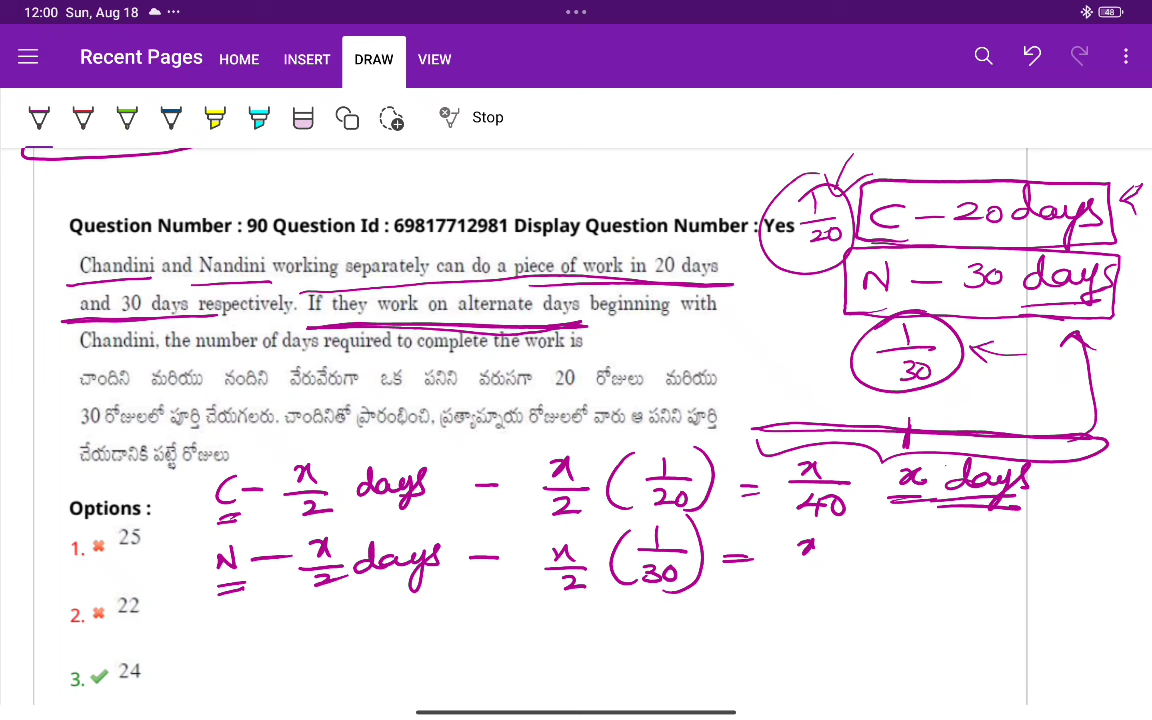 12:00 Sun, Aug 18
48
Recent Pages HOME INSERT DRAW VIEW
Stop
Question Number : 90 Question Id : 69817712981 Display Question Number : Yes
Chandini and Nandini working separately can do a piece of work in 20 days
and 30 days respectively. If they work on alternate days beginning with
Chandini, the number of days required to complete the work is
చాందిని మరియు నందిని వేరువేరుగా ఒక పనిని వరుసగా 20 రోజులు మరియు
30 రోజులలో పూర్తి చేయగలరు. చాందినితో ప్రారంభించి, ప్రత్యామ్నాయ రోజులలో వారు ఆ పనిని పూర్తి
చేయడానికి పట్టే రోజులు
1/20 C – 20 days
N – 30 days
1/30
x days
C – x/2 days – x/2 (1/20) = x/40
N – x/2 days – x/2 (1/30) = x
Options :
1. 25
2. 22
3. 24